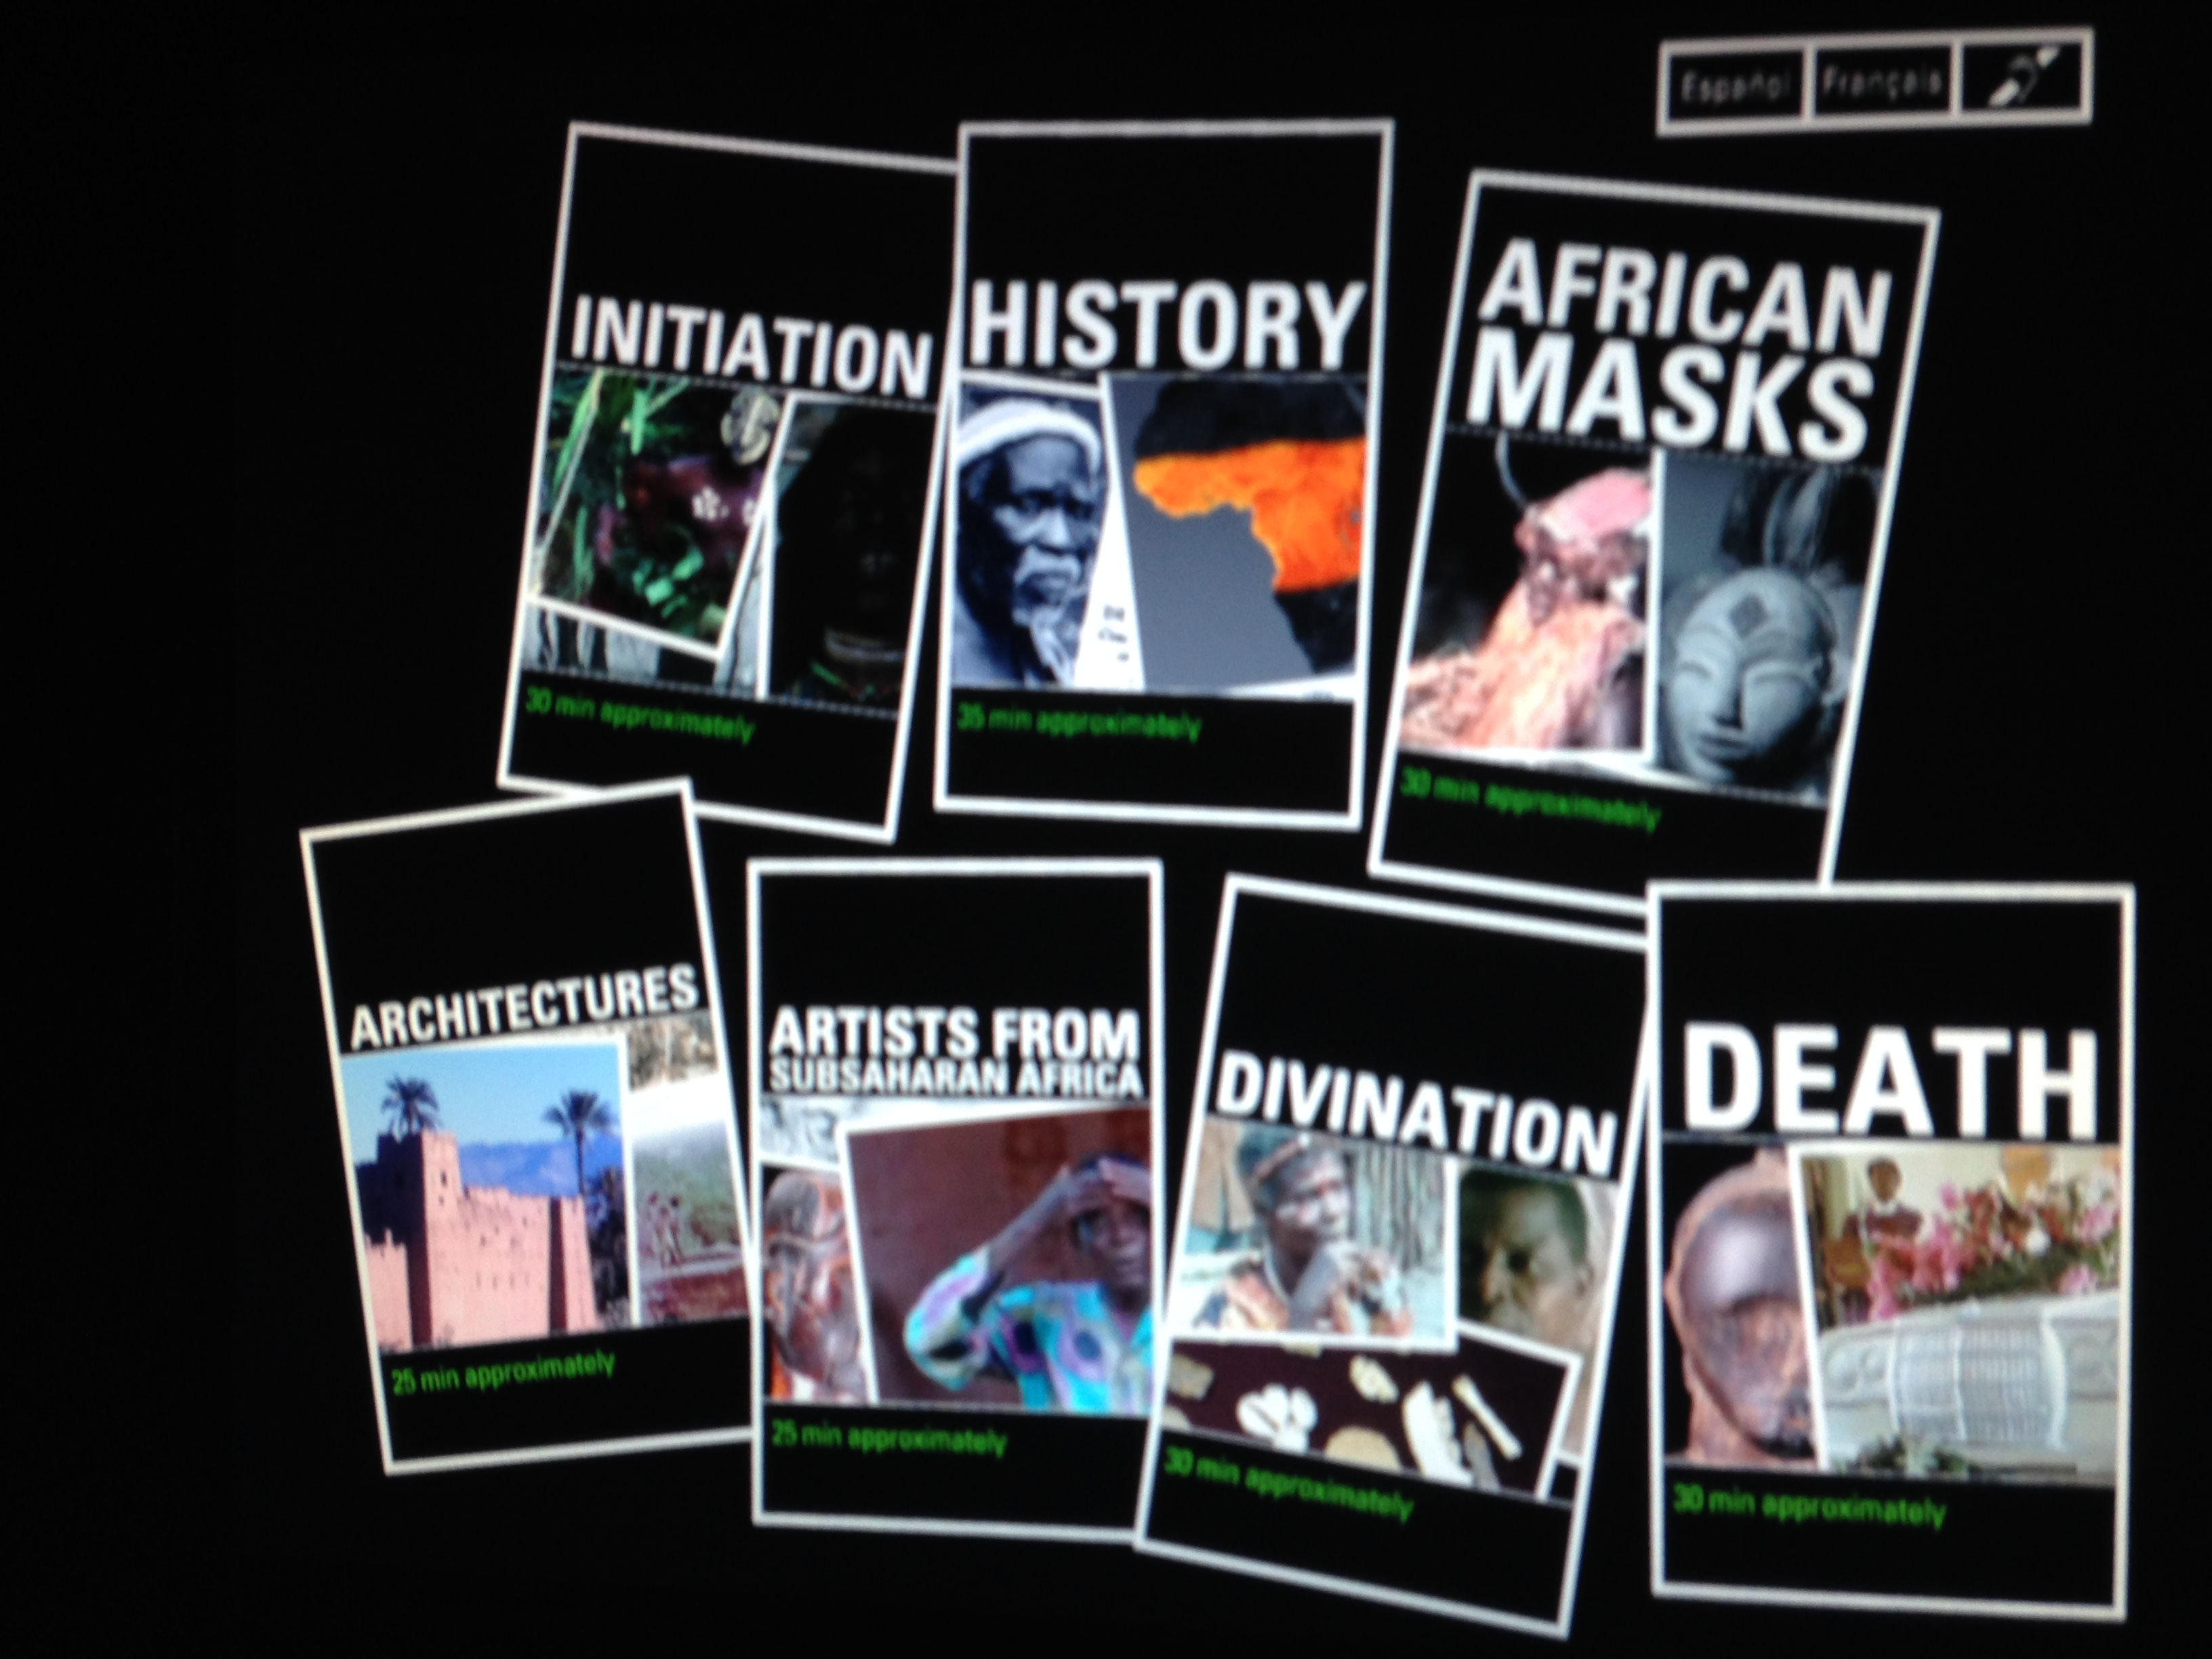 Español
Français
INITIATION
30 min approximately
HISTORY
35 min approximately
AFRICAN
MASKS
30 min approximately
ARCHITECTURES
25 min approximately
ARTISTS FROM
SUBSAHARAN AFRICA
25 min approximately
DIVINATION
30 min approximately
DEATH
30 min approximately